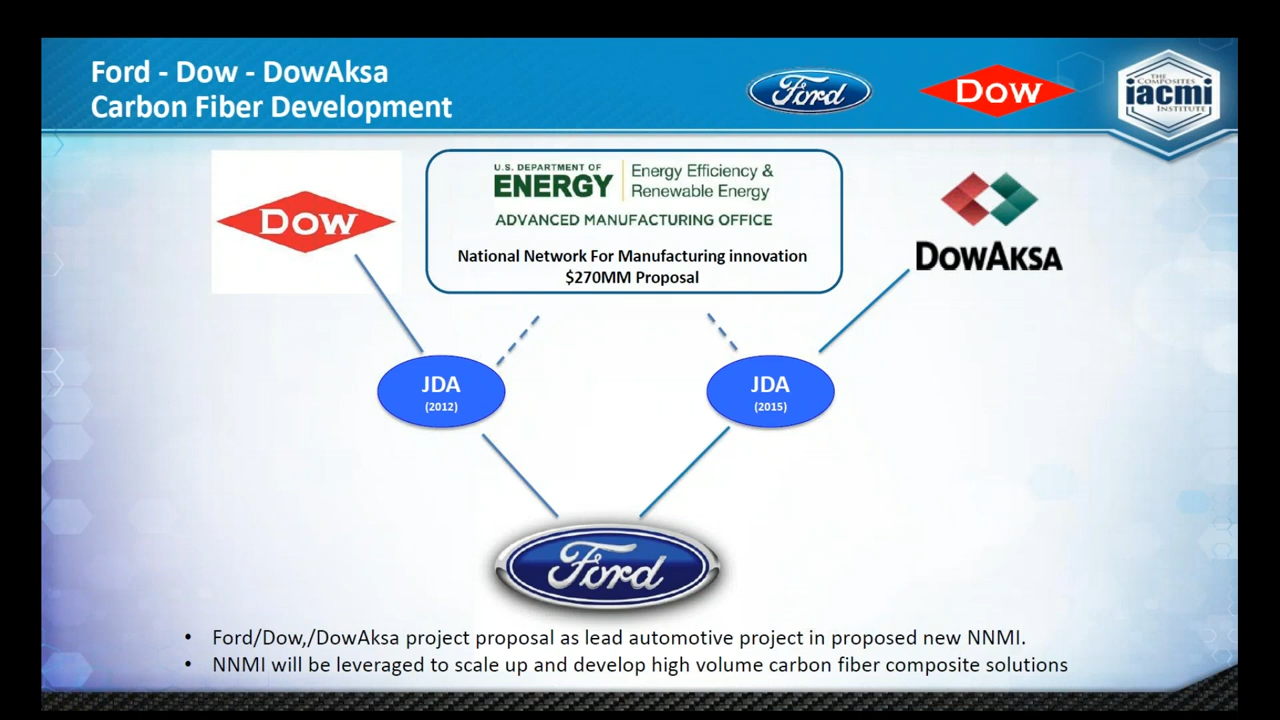 Ford - Dow - DowAksa
Carbon Fiber Development
Ford
Dow
THE
COMPOSITES
iacmi
INSTITUTE
Dow
U.S. DEPARTMENT OF
ENERGY
Energy Efficiency &
Renewable Energy
ADVANCED MANUFACTURING OFFICE
National Network For Manufacturing innovation
$270MM Proposal
DOWAKSA
JDA
(2012)
JDA
(2015)
Ford
• Ford/Dow,/DowAksa project proposal as lead automotive project in proposed new NNMI.
• NNMI will be leveraged to scale up and develop high volume carbon fiber composite solutions